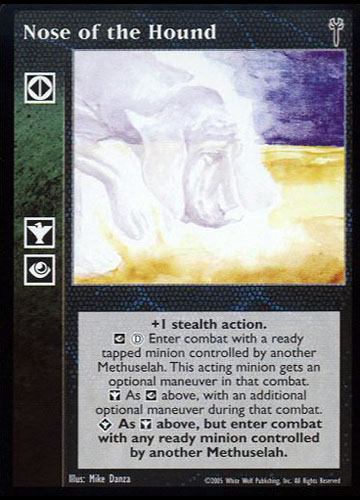 Nose of the Hound
+1 stealth action.
D Enter combat with a ready
tapped minion controlled by another
Methuselah. This acting minion gets an
optional maneuver in that combat.
As above, with an additional
optional maneuver during that combat.
As above, but enter combat
with any ready minion controlled
by another Methuselah.
Illus: Mike Danza
©2005 White Wolf Publishing, Inc. All Rights Reserved